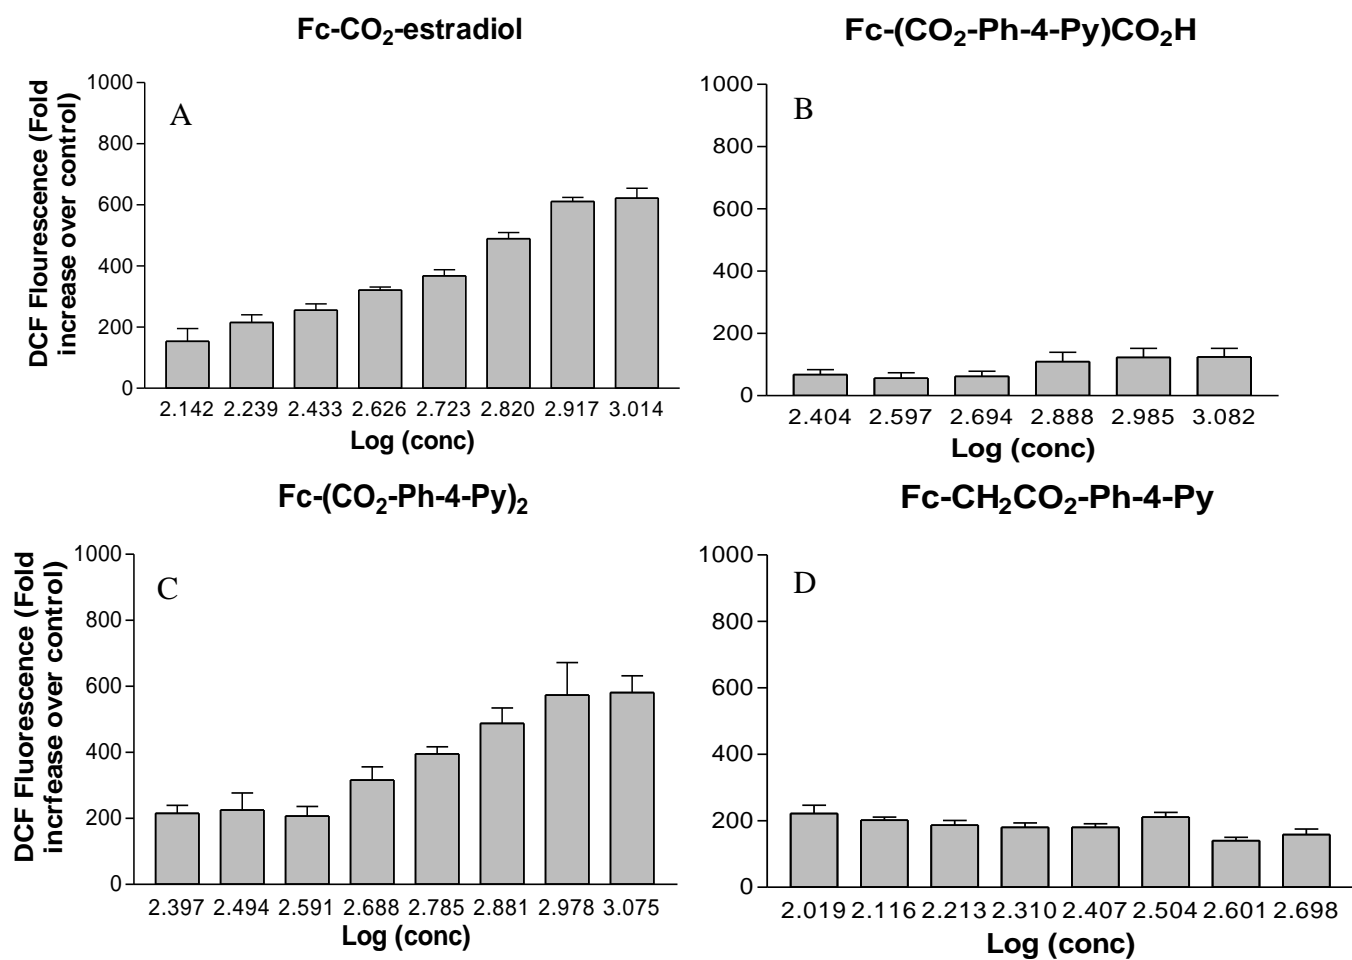 Fc-CO₂-estradiol
DCF Flourescence (Fold
increase over control)
A
1000
800
600
400
200
0
2.142 2.239 2.433 2.626 2.723 2.820 2.917 3.014
Log (conc)
Fc-(CO₂-Ph-4-Py)CO₂H
B
1000
800
600
400
200
0
2.404 2.597 2.694 2.888 2.985 3.082
Log (conc)
Fc-(CO₂-Ph-4-Py)₂
DCF Fluorescence (Fold
incrfease over control)
C
1000
800
600
400
200
0
2.397 2.494 2.591 2.688 2.785 2.881 2.978 3.075
Log (conc)
Fc-CH₂CO₂-Ph-4-Py
D
1000
800
600
400
200
0
2.019 2.116 2.213 2.310 2.407 2.504 2.601 2.698
Log (conc)